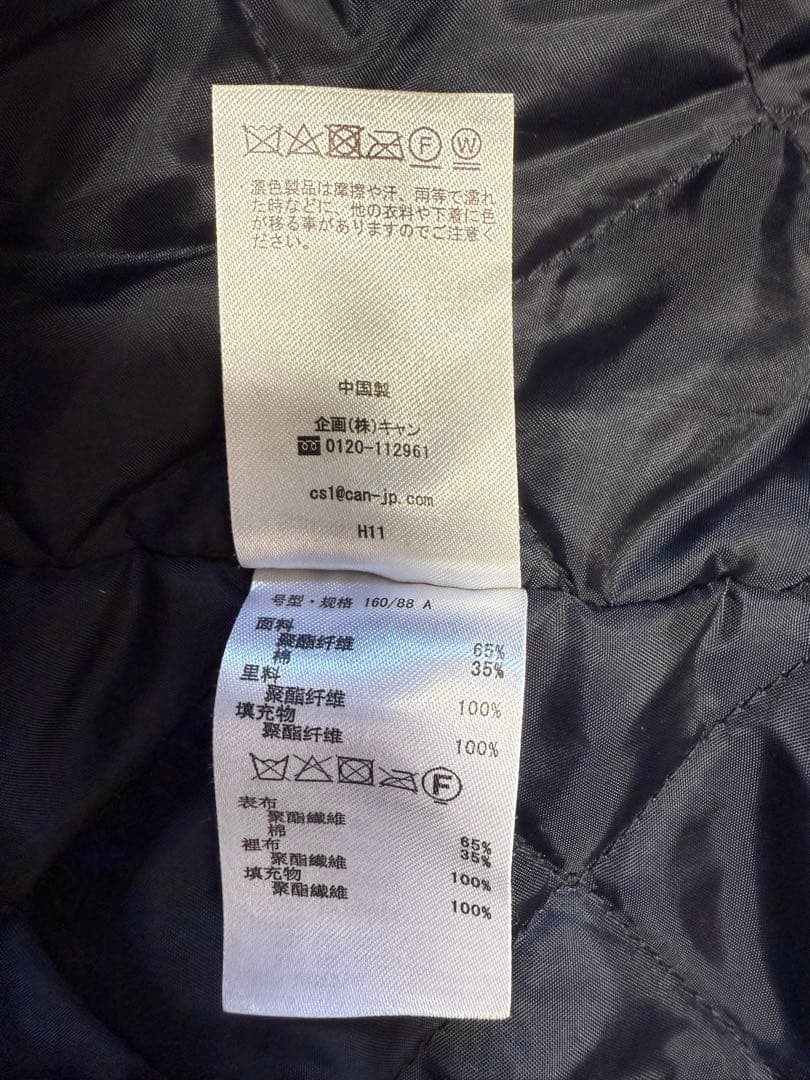 F W
・濃色製品は摩擦や汗、雨等で濡れ
た時などに、他の衣料や下着に色
が移る事がありますのでご注意く
ださい。
中国製
企画(株)キャン
0120-112961
cs1@can-jp.com
H11
号型・规格 160/88 A
面料
聚酯纤维 65%
棉 35%
里料
聚酯纤维 100%
填充物
聚酯纤维 100%
F
表布
聚酯纖維 65%
棉 35%
裡布
聚酯纖維 100%
填充物
聚酯纖維 100%